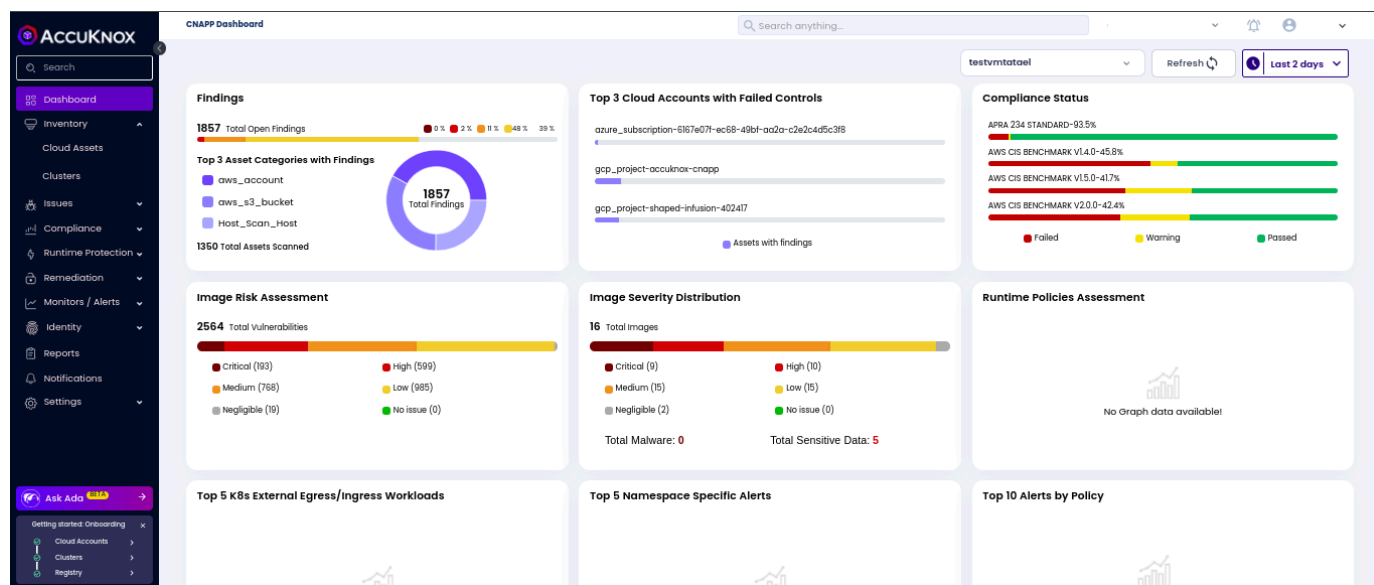 ACCUKNOX
Search
Dashboard
Inventory
Cloud Assets
Clusters
Issues
Compliance
Runtime Protection
Remediation
Monitors / Alerts
Identity
Reports
Notifications
Settings
Ask Ada BETA
Getting started: Onboarding x
Cloud Accounts
Clusters
Registry
CNAPP Dashboard
Search anything...
testvmtatael
Refresh
Last 2 days
Findings
1857 Total Open Findings
0% 2% 11% 48% 39%
Top 3 Asset Categories with Findings
aws_account
aws_s3_bucket
Host_Scan_Host
1857
Total Findings
1350 Total Assets Scanned
Top 3 Cloud Accounts with Failed Controls
azure_subscription-6167e07f-ec68-49bf-aa2a-c2e2c4d5c3f8
gcp_project-accuknox-cnapp
gcp_project-shaped-infusion-402417
Assets with findings
Compliance Status
APRA 234 STANDARD-93.5%
AWS CIS BENCHMARK V1.4.0-45.8%
AWS CIS BENCHMARK V1.5.0-41.7%
AWS CIS BENCHMARK V2.0.0-42.4%
Failed Warning Passed
Image Risk Assessment
2564 Total Vulnerabilities
Critical (193) High (599)
Medium (768) Low (985)
Negligible (19) No issue (0)
Image Severity Distribution
16 Total Images
Critical (9) High (10)
Medium (15) Low (15)
Negligible (2) No issue (0)
Total Malware: 0 Total Sensitive Data: 5
Runtime Policies Assessment
No Graph data available!
Top 5 K8s External Egress/Ingress Workloads
Top 5 Namespace Specific Alerts
Top 10 Alerts by Policy